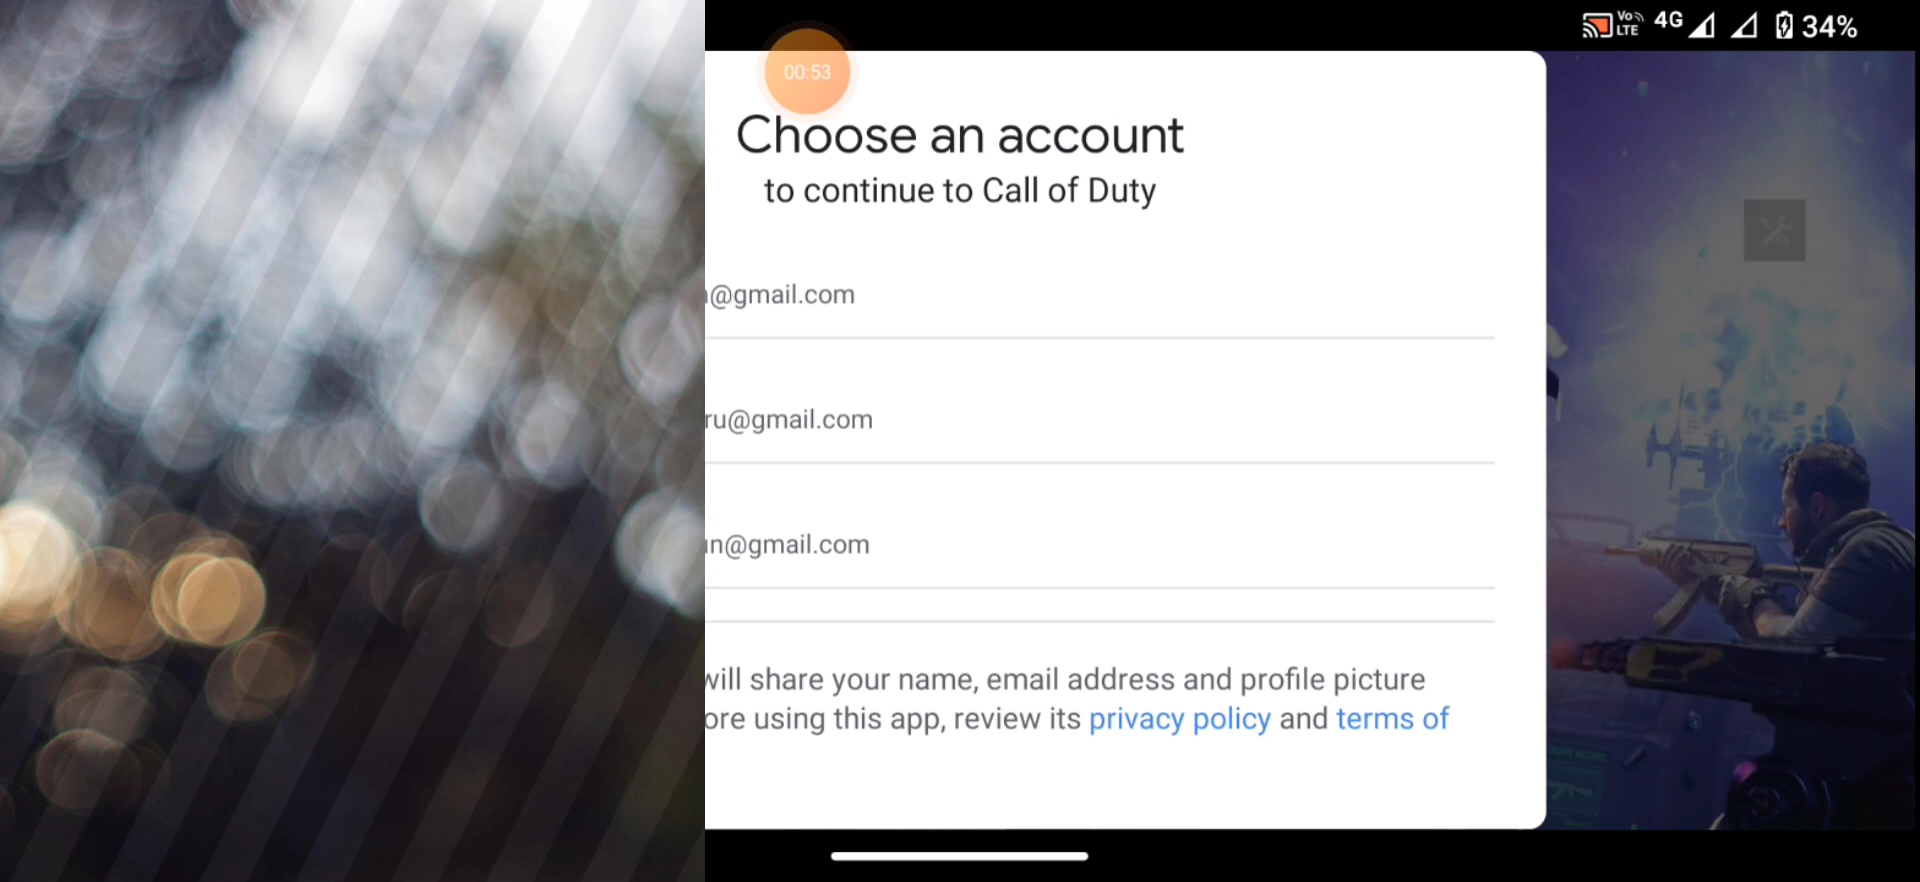 Vo LTE 4G 34%
00:53
Choose an account
to continue to Call of Duty
@gmail.com
ru@gmail.com
n@gmail.com
will share your name, email address and profile picture
ore using this app, review its privacy policy and terms of